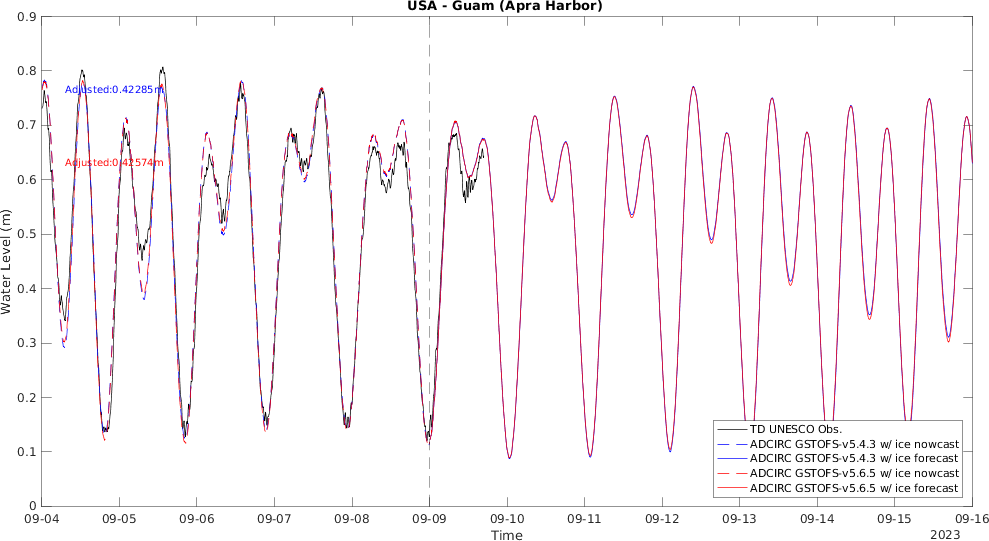 USA - Guam (Apra Harbor)
Water Level (m)
0.9
0.8
0.7
0.6
0.5
0.4
0.3
0.2
0.1
0
Adjusted:0.42285m
Adjusted:0.42574m
TD UNESCO Obs.
ADCIRC GSTOFS-v5.4.3 w/ ice nowcast
ADCIRC GSTOFS-v5.4.3 w/ ice forecast
ADCIRC GSTOFS-v5.6.5 w/ ice nowcast
ADCIRC GSTOFS-v5.6.5 w/ ice forecast
09-04 09-05 09-06 09-07 09-08 09-09 09-10 09-11 09-12 09-13 09-14 09-15 09-16
Time
2023